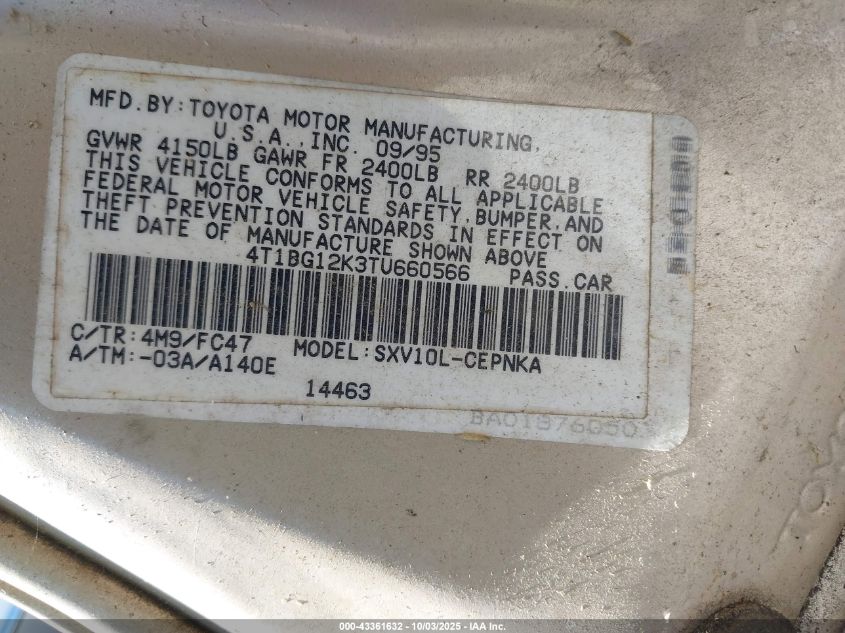 MFD. BY: TOYOTA MOTOR MANUFACTURING,
U.S.A., INC. 09/95
GVWR 4150LB GAWR FR 2400LB RR 2400LB
THIS VEHICLE CONFORMS TO ALL APPLICABLE
FEDERAL MOTOR VEHICLE SAFETY, BUMPER, AND
THEFT PREVENTION STANDARDS IN EFFECT ON
THE DATE OF MANUFACTURE SHOWN ABOVE
4T1BG12K3TU660566 PASS.CAR
C/TR: 4M9/FC47 MODEL: SXV10L-CEPNKA
A/TM: -03A/A140E
14463
000-43361632 - 10/03/2025 - IAA Inc.